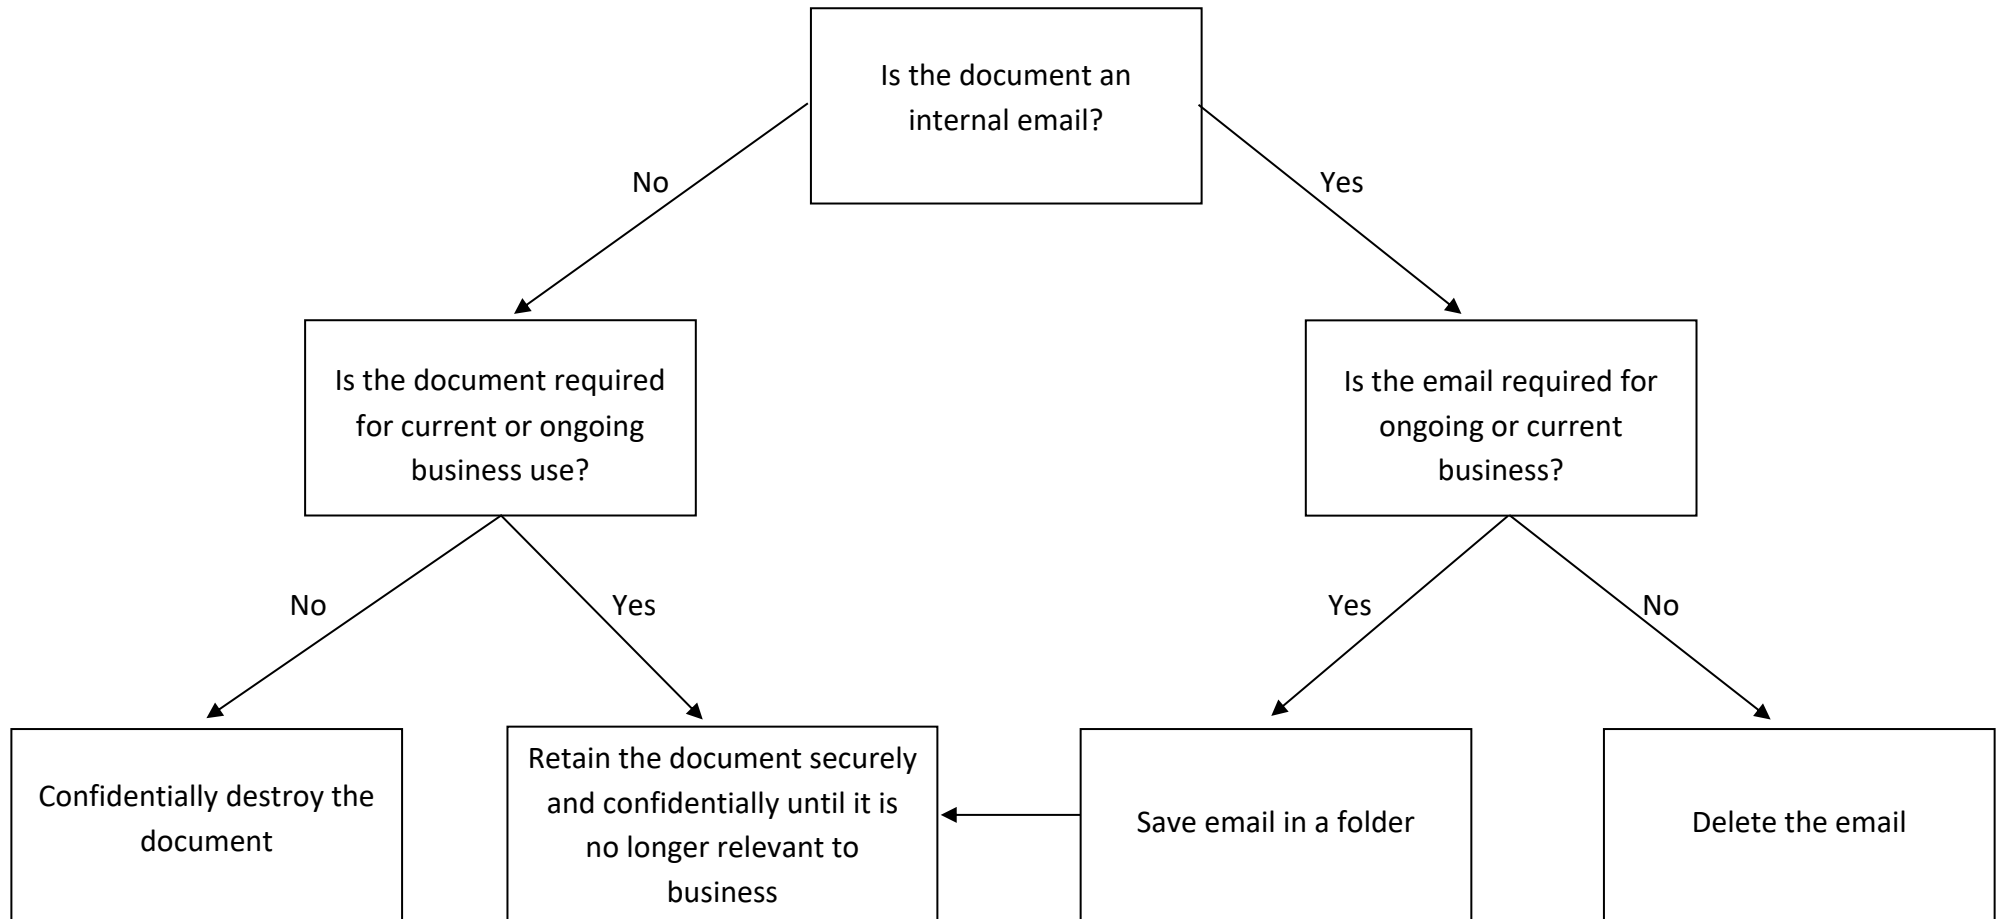 Is the document an
internal email?
No
Yes
Is the document required
for current or ongoing
business use?
Is the email required for
ongoing or current
business?
No
Yes
Yes
No
Confidentially destroy the
document
Retain the document securely
and confidentially until it is
no longer relevant to
business
Save email in a folder
Delete the email